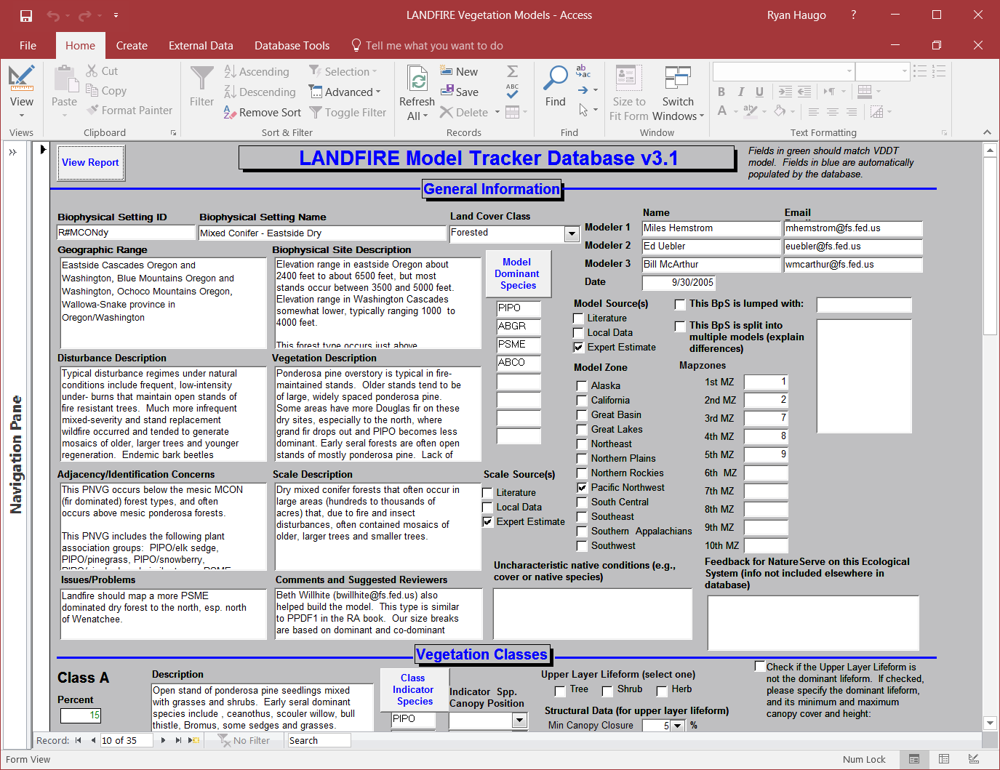 LANDFIRE Vegetation Models - Access
Ryan Haugo
?
File
Home
Create
External Data
Database Tools
Tell me what you want to do
View
Views
Paste
Cut
Copy
Format Painter
Clipboard
Filter
Ascending
Descending
Remove Sort
Selection
Advanced
Toggle Filter
Sort & Filter
Refresh
All
New
Save
Delete
ABC
Records
Find
ab
ac
Find
Size to
Fit Form
Switch
Windows
Window
B I U
A
ab
Text Formatting
Navigation Pane
View Report
LANDFIRE Model Tracker Database v3.1
Fields in green should match VDDT
model. Fields in blue are automatically
populated by the database.
General Information
Biophysical Setting ID
R#MCONdy
Biophysical Setting Name
Mixed Conifer - Eastside Dry
Land Cover Class
Forested
Name
Email
Modeler 1
Miles Hemstrom
mhemstrom@fs.fed.us
Modeler 2
Ed Uebler
euebler@fs.fed.us
Modeler 3
Bill McArthur
wmcarthur@fs.fed.us
Date
9/30/2005
Geographic Range
Eastside Cascades Oregon and
Washington, Blue Mountains Oregon and
Washington, Ochoco Mountains Oregon,
Wallowa-Snake province in
Oregon/Washington
Biophysical Site Description
Elevation range in eastside Oregon about
2400 feet to about 6500 feet, but most
stands occur between 3500 and 5000 feet.
Elevation range in Washington Cascades
somewhat lower, typically ranging 1000 to
4000 feet.
This forest type occurs just above
Model
Dominant
Species
PIPO
ABGR
PSME
ABCO
Model Source(s)
Literature
Local Data
Expert Estimate
This BpS is lumped with:
This BpS is split into
multiple models (explain
differences)
Disturbance Description
Typical disturbance regimes under natural
conditions include frequent, low-intensity
under- burns that maintain open stands of
fire resistant trees. Much more infrequent
mixed-severity and stand replacement
wildfire occurred and tended to generate
mosaics of older, larger trees and younger
regeneration. Endemic bark beetles
Vegetation Description
Ponderosa pine overstory is typical in fire-
maintained stands. Older stands tend to be
of large, widely spaced ponderosa pine.
Some areas have more Douglas fir on these
dry sites, especially to the north, where
grand fir drops out and PIPO becomes less
dominant. Early seral forests are often open
stands of mostly ponderosa pine. Lack of
Model Zone
Alaska
California
Great Basin
Great Lakes
Northeast
Northern Plains
Northern Rockies
Pacific Northwest
South Central
Southeast
Southern Appalachians
Southwest
Mapzones
1st MZ 1
2nd MZ 2
3rd MZ 7
4th MZ 8
5th MZ 9
6th MZ
7th MZ
8th MZ
9th MZ
10th MZ
Adjacency/Identification Concerns
This PNVG occurs below the mesic MCON
(fir dominated) forest types, and often
occurs above mesic ponderosa forests.
This PNVG includes the following plant
association groups: PIPO/elk sedge,
PIPO/pinegrass, PIPO/snowberry,
Scale Description
Dry mixed conifer forests that often occur in
large areas (hundreds to thousands of
acres) that, due to fire and insect
disturbances, often contained mosaics of
older, larger trees and smaller trees.
Scale Source(s)
Literature
Local Data
Expert Estimate
Issues/Problems
Landfire should map a more PSME
dominated dry forest to the north, esp. north
of Wenatchee.
Comments and Suggested Reviewers
Beth Willhite (bwillhite@fs.fed.us) also
helped build the model. This type is similar
to PPDF1 in the RA book. Our size breaks
are based on dominant and co-dominant
Uncharacteristic native conditions (e.g.,
cover or native species)
Feedback for NatureServe on this Ecological
System (info not included elsewhere in
database)
Vegetation Classes
Class A
Percent
15
Description
Open stand of ponderosa pine seedlings mixed
with grasses and shrubs. Early seral dominant
species include , ceanothus, scouler willow, bull
thistle, Bromus, some sedges and grasses.
Class
Indicator
Species
PIPO
Indicator Spp.
Canopy Position
Upper Layer Lifeform (select one)
Tree
Shrub
Herb
Structural Data (for upper layer lifeform)
Min Canopy Closure 5 %
Check if the Upper Layer Lifeform is
not the dominant lifeform. If checked,
please specify the dominant lifeform,
and its minimum and maximum
canopy cover and height:
Record:
10 of 35
No Filter
Search
Form View
Num Lock